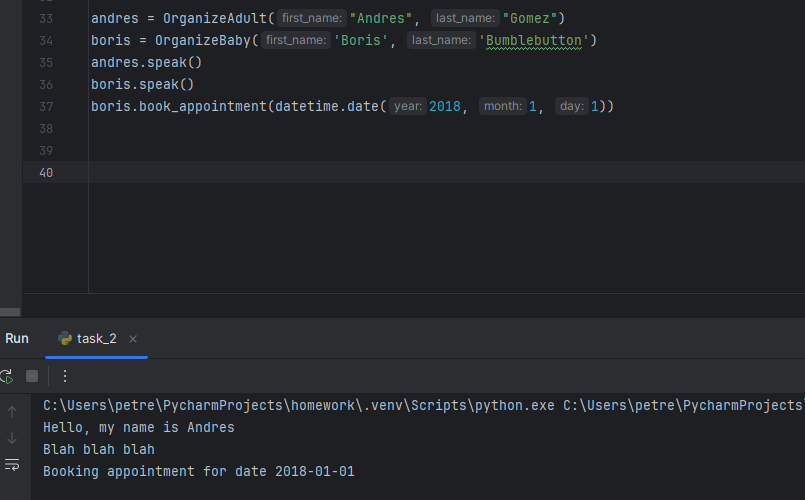 33 andres = OrganizeAdult( first_name: "Andres", last_name: "Gomez")
34 boris = OrganizeBaby( first_name: 'Boris', last_name: 'Bumblebutton')
35 andres.speak()
36 boris.speak()
37 boris.book_appointment(datetime.date( year: 2018, month: 1, day: 1))
38
39
40
Run task_2
C:\Users\petre\PycharmProjects\homework\.venv\Scripts\python.exe C:\Users\petre\PycharmProjects\
Hello, my name is Andres
Blah blah blah
Booking appointment for date 2018-01-01